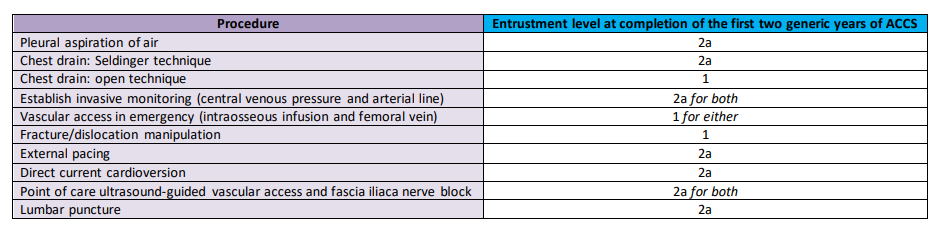 Procedure Entrustment level at completion of the first two generic years of ACCS
Pleural aspiration of air 2a
Chest drain: Seldinger technique 2a
Chest drain: open technique 1
Establish invasive monitoring (central venous pressure and arterial line) 2a for both
Vascular access in emergency (intraosseous infusion and femoral vein) 1 for either
Fracture/dislocation manipulation 1
External pacing 2a
Direct current cardioversion 2a
Point of care ultrasound-guided vascular access and fascia iliaca nerve block 2a for both
Lumbar puncture 2a